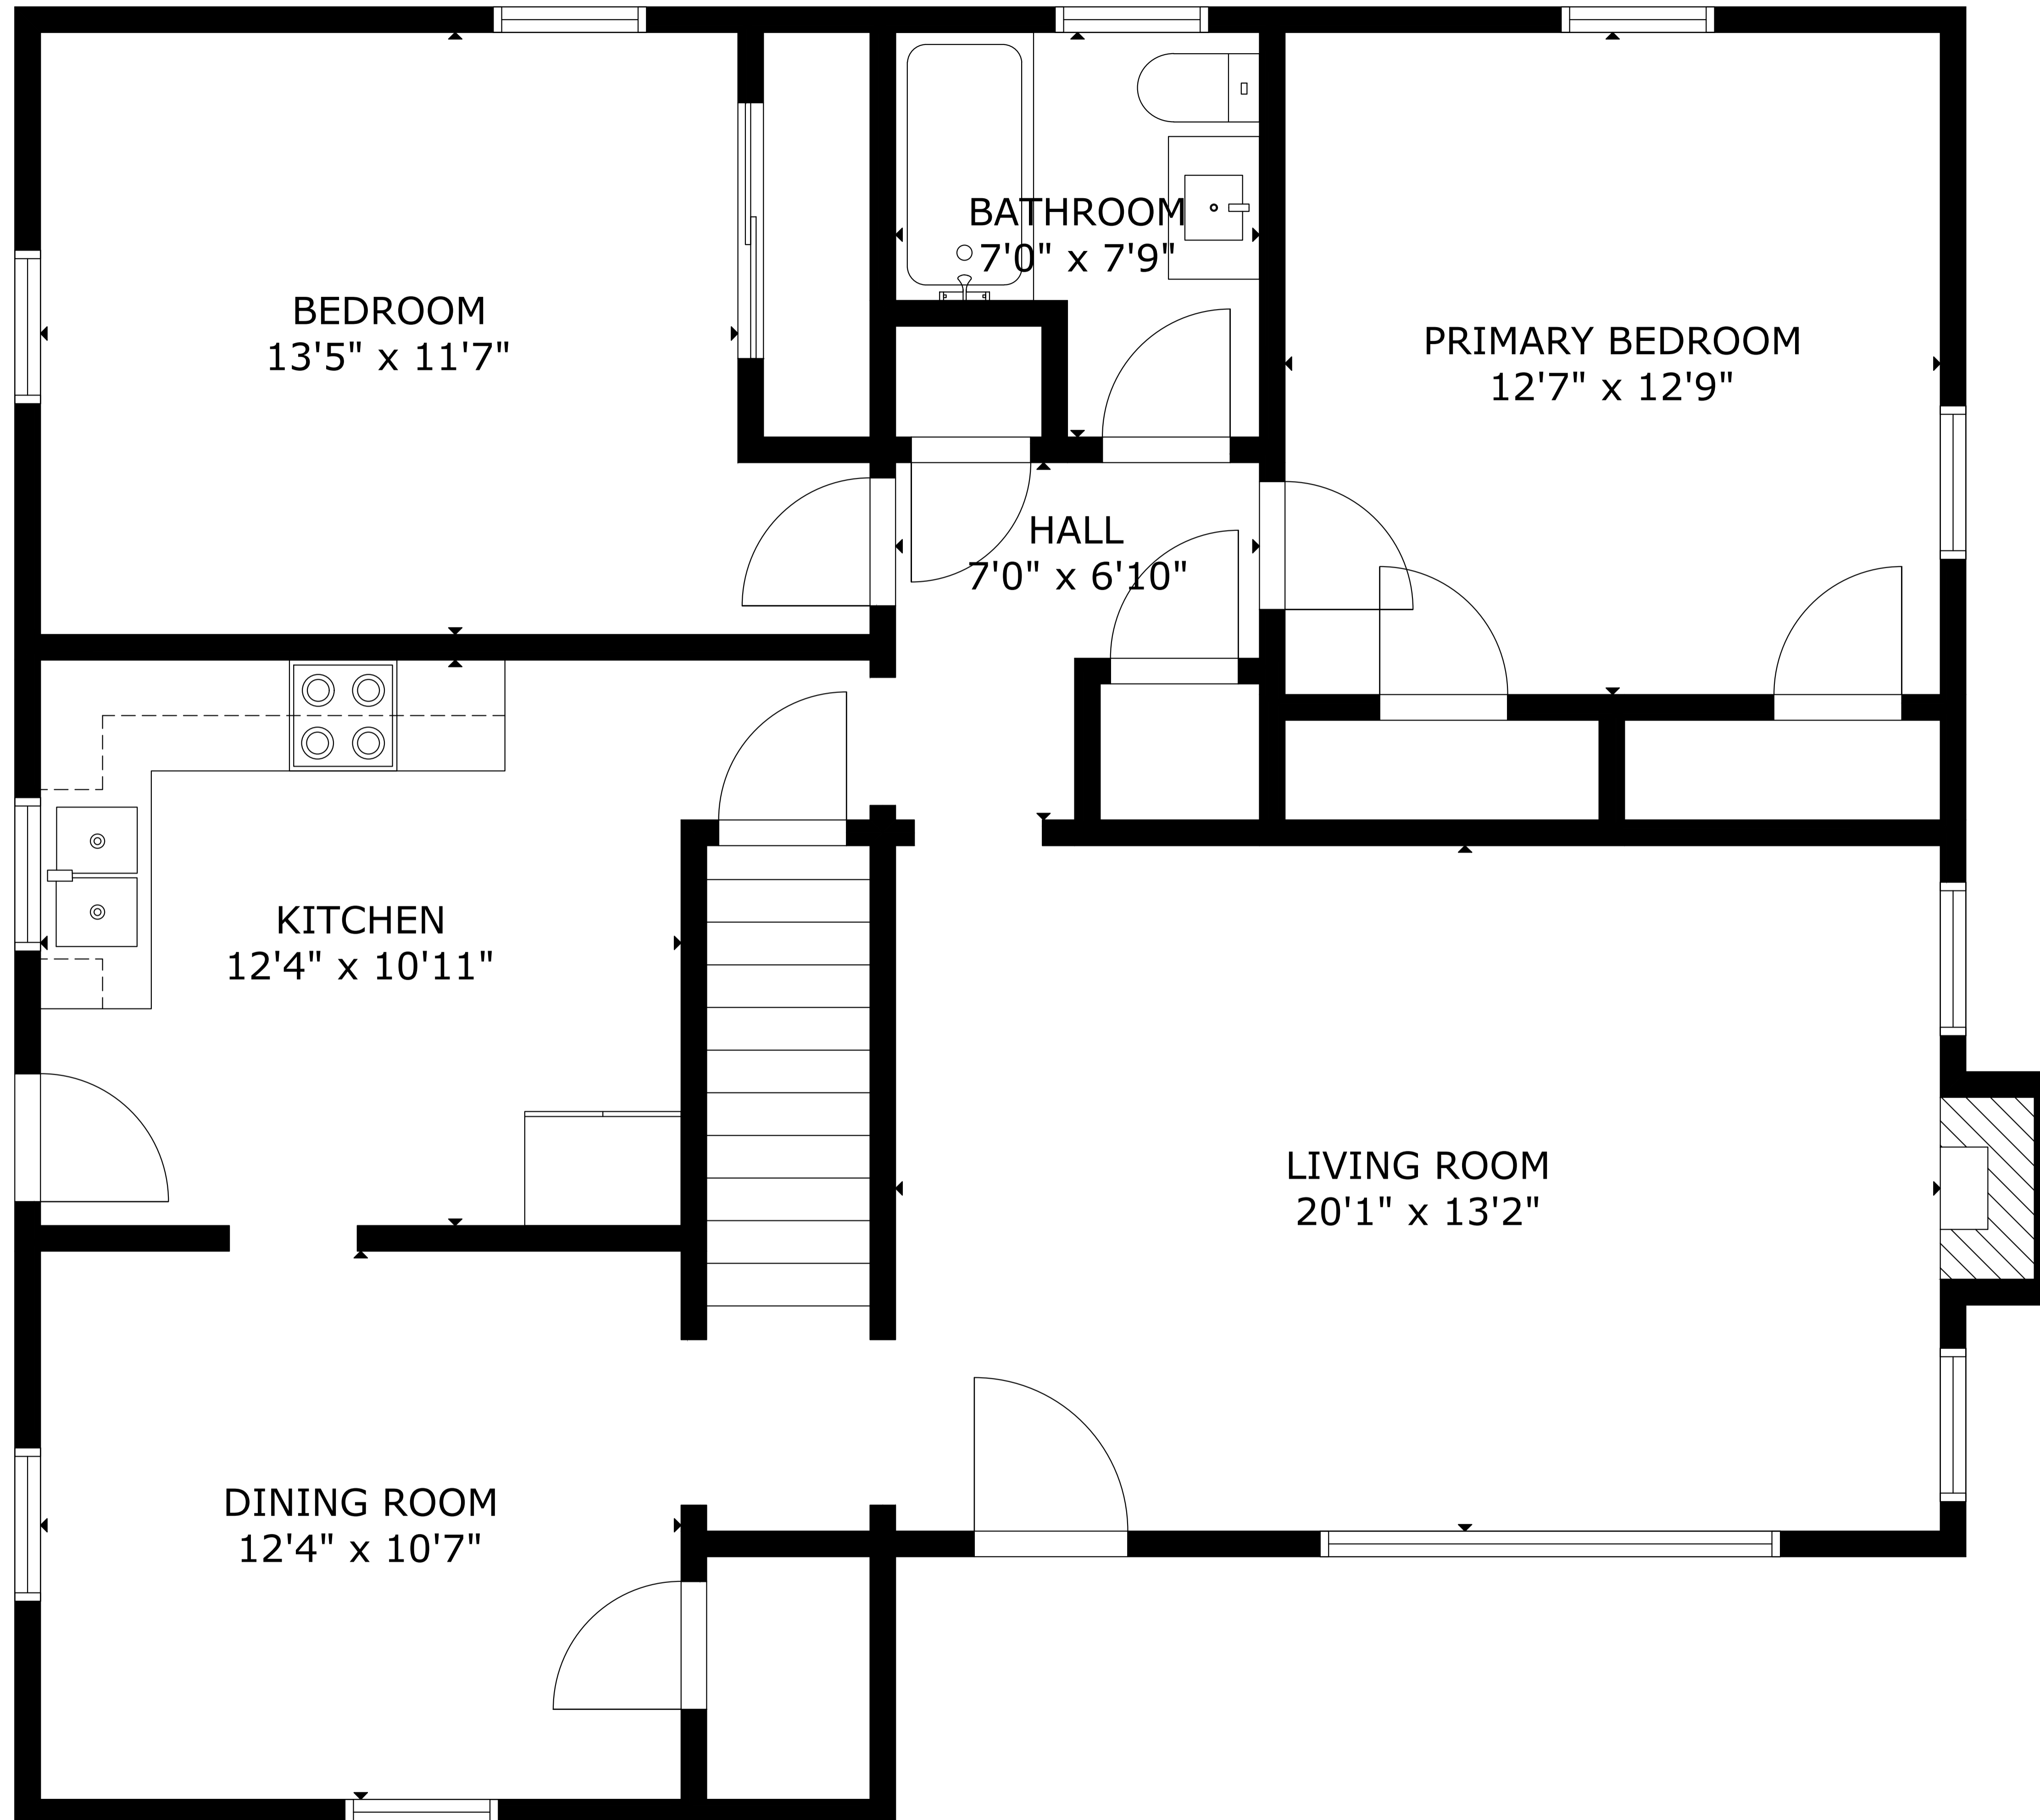 BATHROOM
7'0" x 7'9"
BEDROOM
13'5" x 11'7"
PRIMARY BEDROOM
12'7" x 12'9"
HALL
7'0" x 6'10"
KITCHEN
12'4" x 10'11"
LIVING ROOM
20'1" x 13'2"
DINING ROOM
12'4" x 10'7"